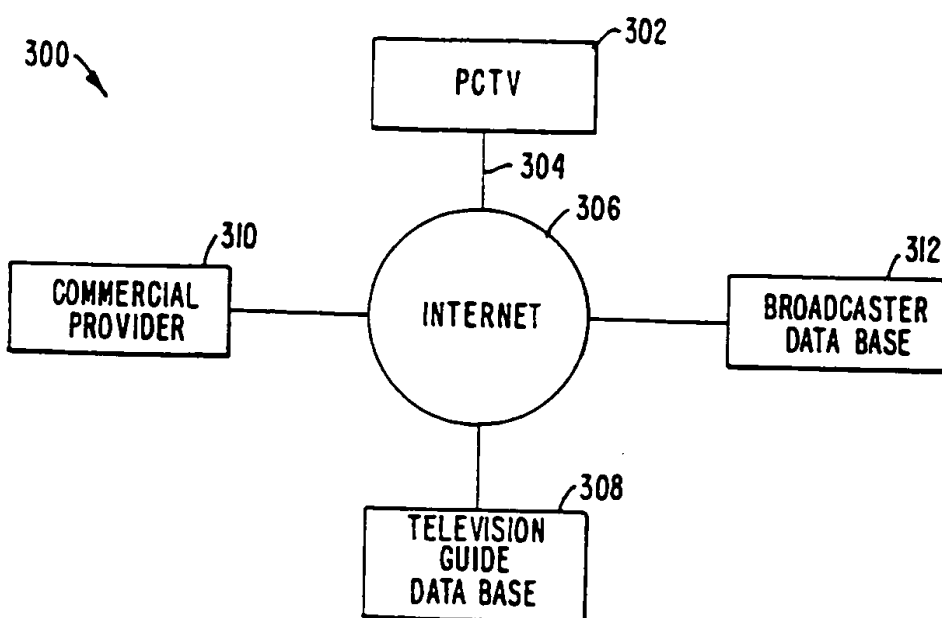 300
302
PCTV
304
306
310
312
COMMERCIAL
PROVIDER
INTERNET
BROADCASTER
DATA BASE
308
TELEVISION
GUIDE
DATA BASE